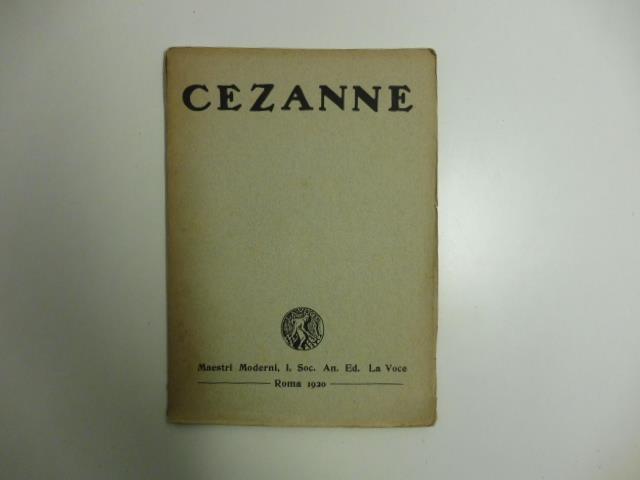 CEZANNE
Maestri Moderni, I. Soc. An. Ed. La Voce
Roma 1920